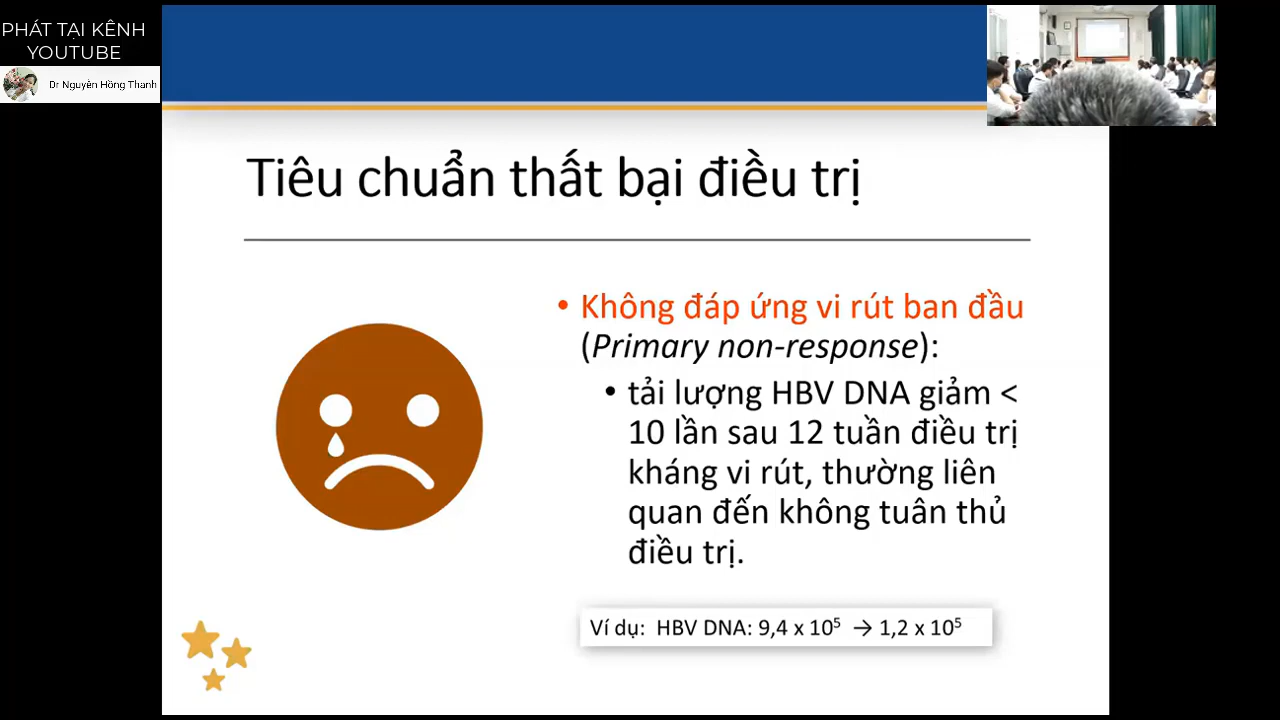 PHÁT TẠI KÊNH
YOUTUBE
Dr Nguyễn Hồng Thanh
Tiêu chuẩn thất bại điều trị
• Không đáp ứng vi rút ban đầu
(Primary non-response):
• tải lượng HBV DNA giảm <
10 lần sau 12 tuần điều trị
kháng vi rút, thường liên
quan đến không tuân thủ
điều trị.
Ví dụ: HBV DNA: 9,4 x 10⁵ → 1,2 x 10⁵